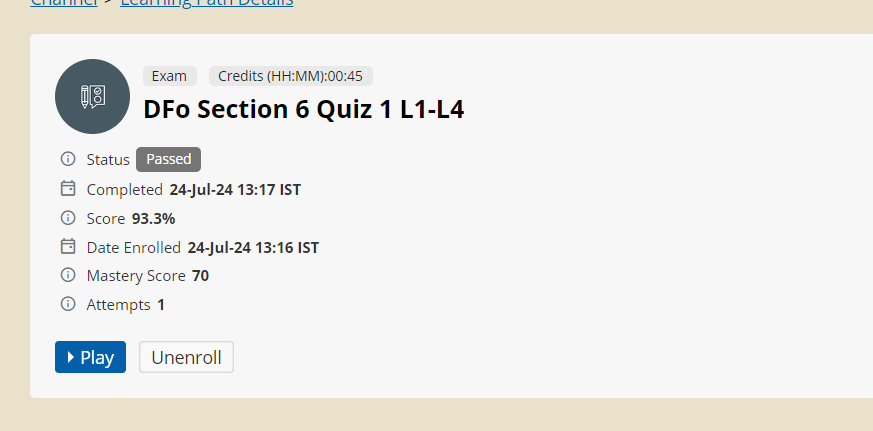 Channel > Learning Path Details
Exam Credits (HH:MM):00:45
DFo Section 6 Quiz 1 L1-L4
Status Passed
Completed 24-Jul-24 13:17 IST
Score 93.3%
Date Enrolled 24-Jul-24 13:16 IST
Mastery Score 70
Attempts 1
Play Unenroll